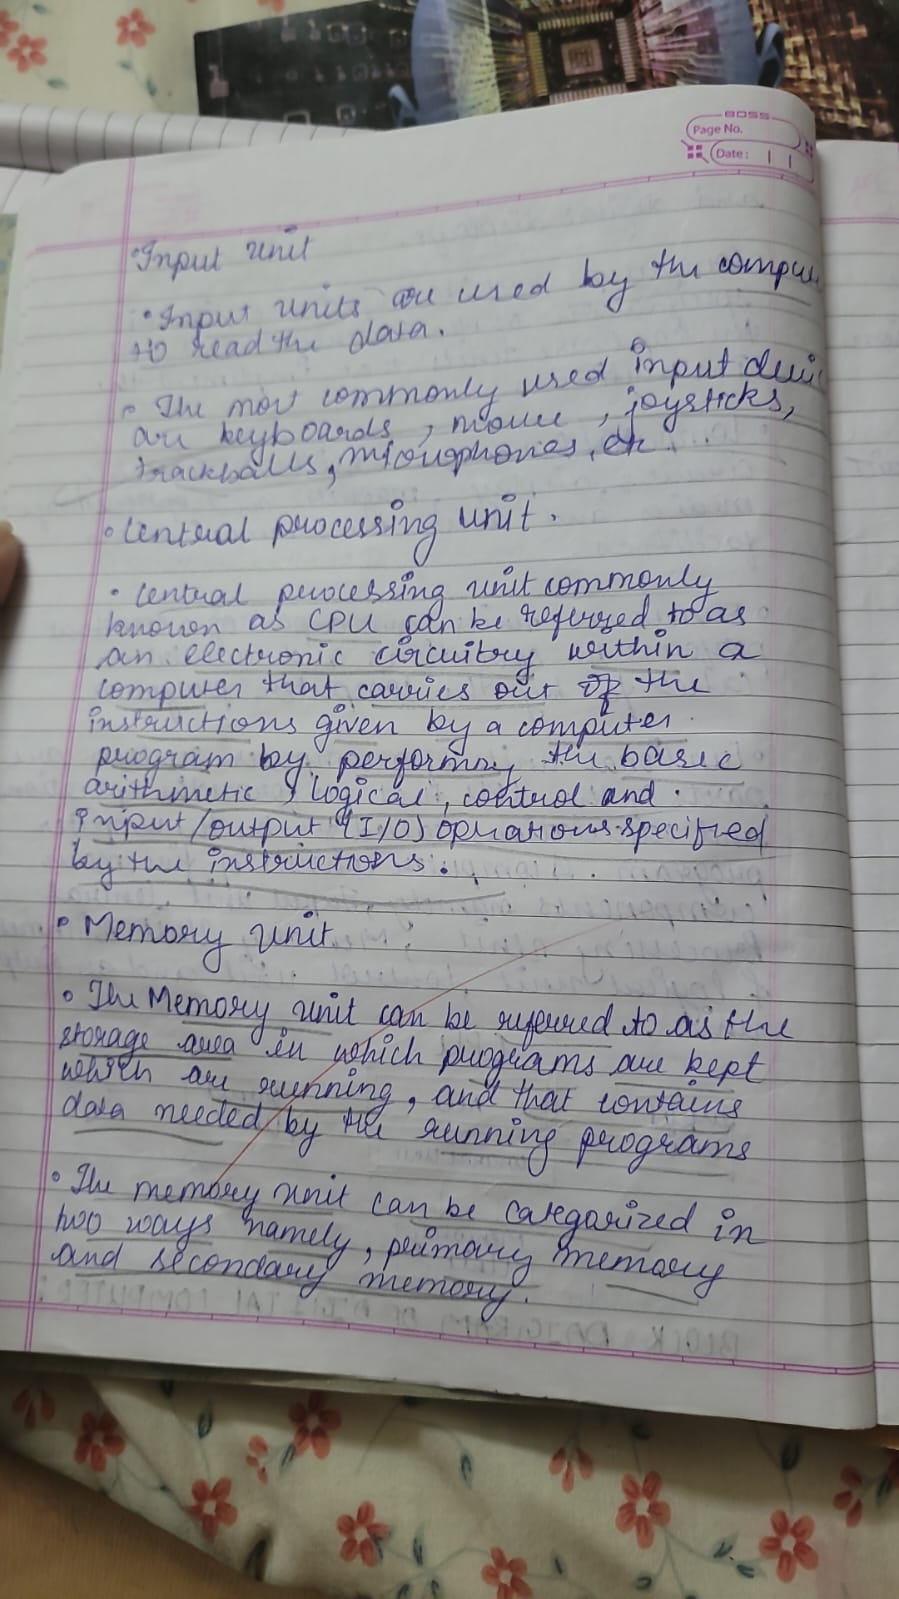 BOSS
Page No.
Date:
• Input unit
• Input units are used by the compu
to read the data.
• The most commonly used input devi
are keyboards, mouse, joysticks,
trackballs, microphones, etc.
• Central processing unit.
• Central processing unit commonly
known as CPU can be referred to as
an electronic circuitry within a
computer that carries out of the
instructions given by a computer
program by performing the basic
arithmetic, logical, control and
input/output (I/O) operations specified
by the instructions.
• Memory unit
• The Memory unit can be referred to as the
storage area in which programs are kept
which are running, and that contains
data needed by the running programs
• The memory unit can be categorized in
two ways namely, primary memory
and secondary memory.